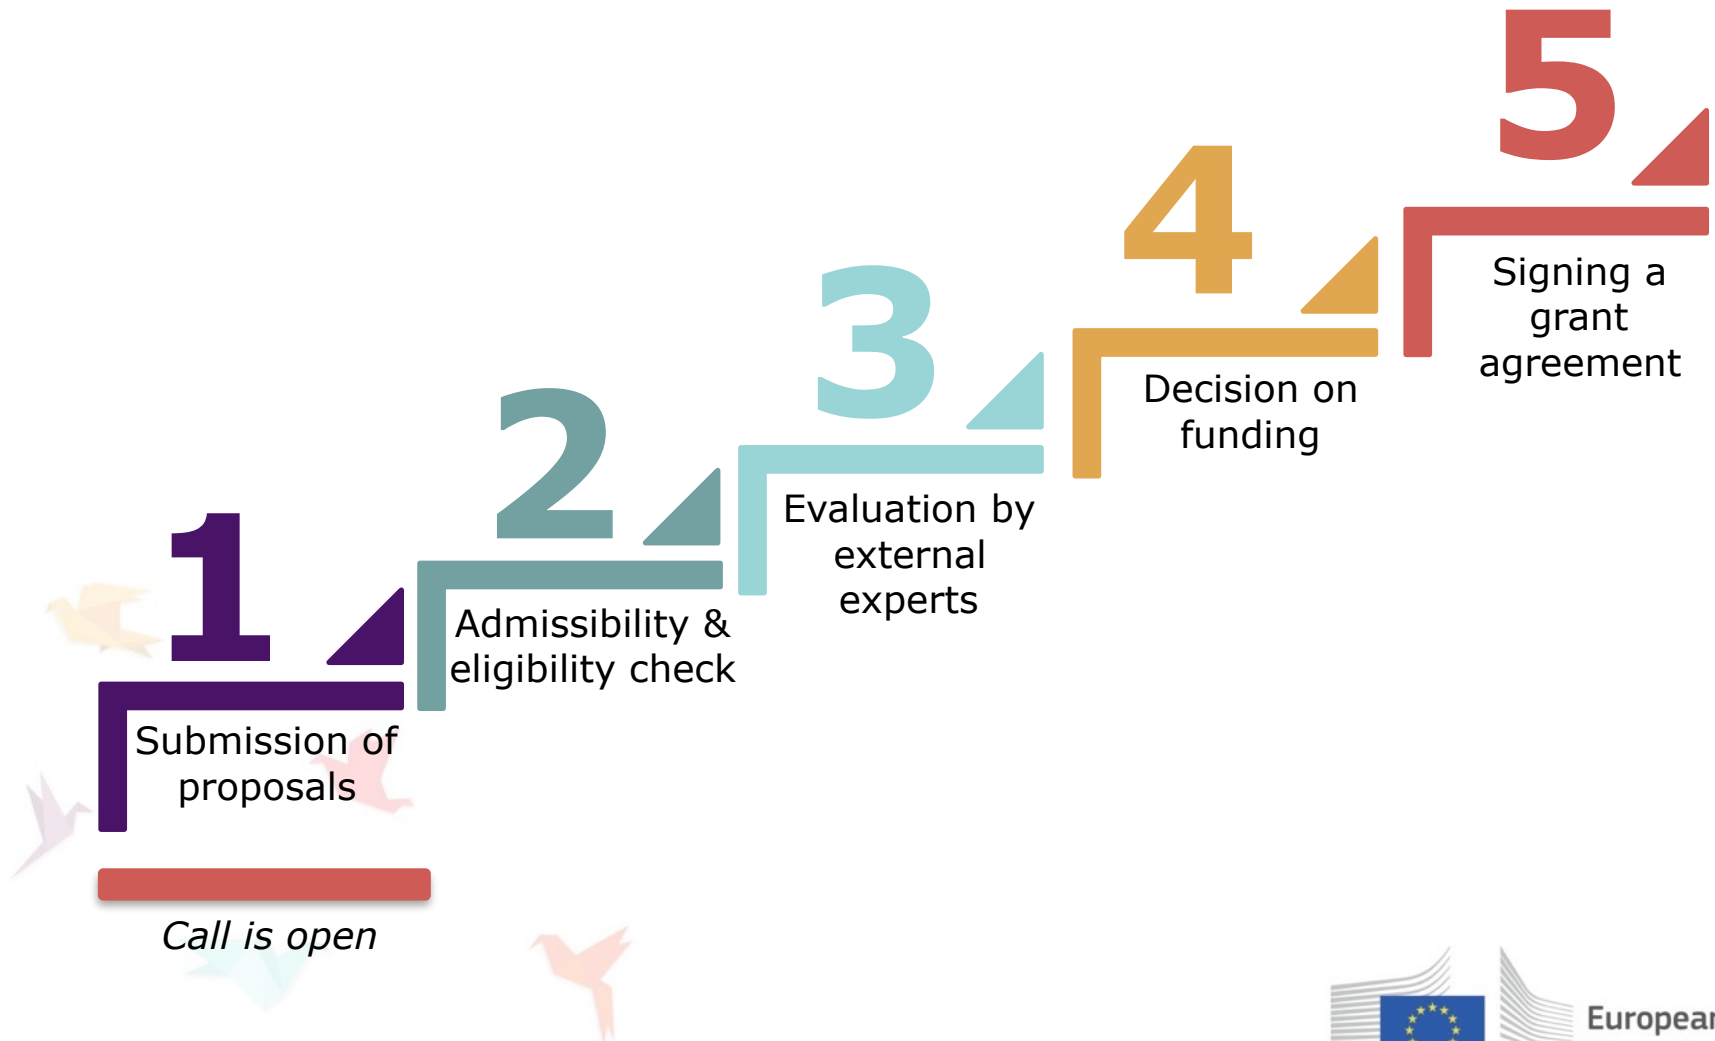 1
Submission of
proposals
Call is open
2
Admissibility &
eligibility check
3
Evaluation by
external
experts
4
Decision on
funding
5
Signing a
grant
agreement